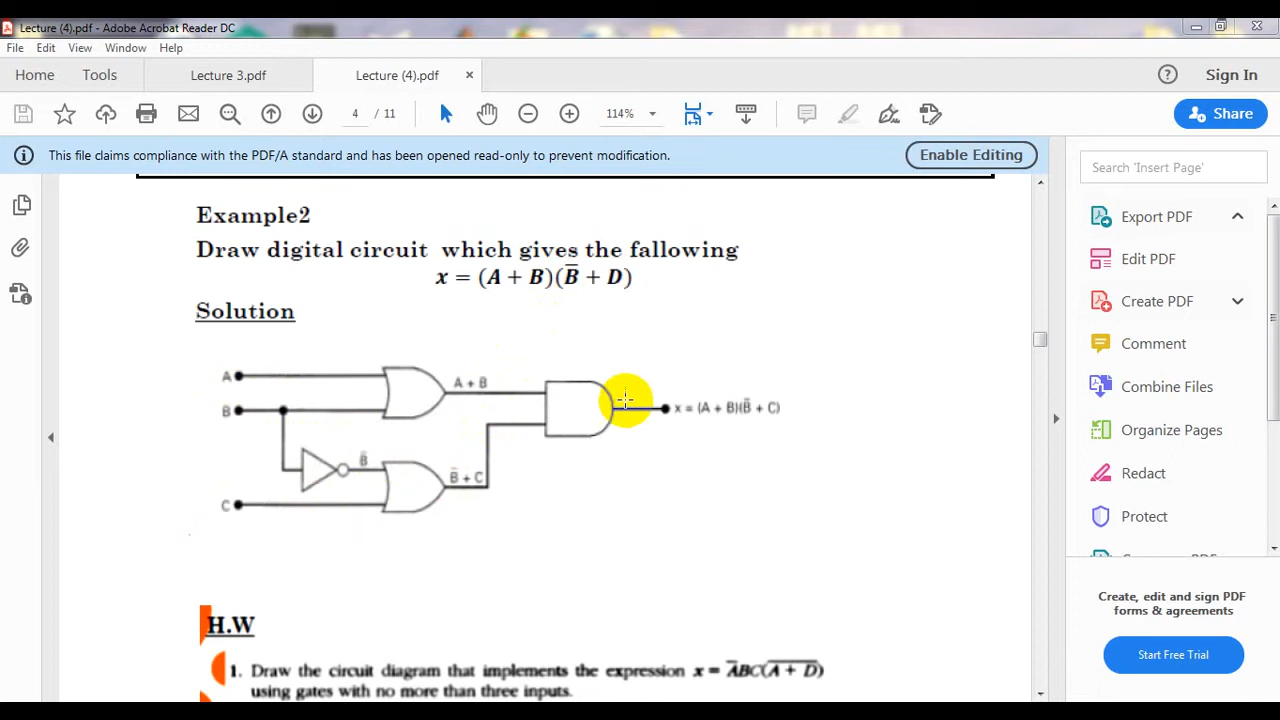 Lecture (4).pdf - Adobe Acrobat Reader DC
File Edit View Window Help
Home Tools Lecture 3.pdf Lecture (4).pdf × Sign In
4 / 11 114% Share
This file claims compliance with the PDF/A standard and has been opened read-only to prevent modification. Enable Editing
Search 'Insert Page'
Example2
Draw digital circuit which gives the fallowing
x = (A + B)(B̅ + D)
Solution
A
A + B
B
x = (A + B)(B̅ + C)
B̅
B̅ + C
C
H.W
1. Draw the circuit diagram that implements the expression x = A̅BC(A̅ ̅+̅ ̅D̅)
using gates with no more than three inputs.
Export PDF
Edit PDF
Create PDF
Comment
Combine Files
Organize Pages
Redact
Protect
Create, edit and sign PDF
forms & agreements
Start Free Trial